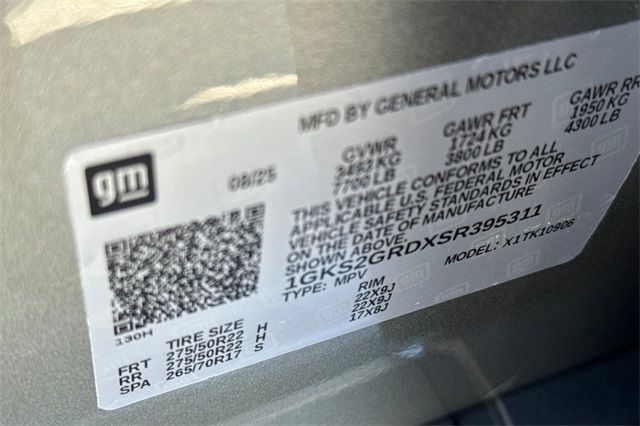 MFD BY GENERAL MOTORS LLC
gm
08/25
GVWR
GAWR FRT
GAWR RR
3493 KG
1724 KG
1950 KG
7700 LB
3800 LB
4300 LB
THIS VEHICLE CONFORMS TO ALL
APPLICABLE U.S. FEDERAL MOTOR
VEHICLE SAFETY STANDARDS IN EFFECT
ON THE DATE OF MANUFACTURE
SHOWN ABOVE.
1GKS2GRDXSR395311
TYPE: MPV
MODEL: X1TK10906
130H
TIRE SIZE
RIM
FRT 275/50R22 H 22X9J
RR 275/50R22 H 22X9J
SPA 265/70R17 S 17X8J